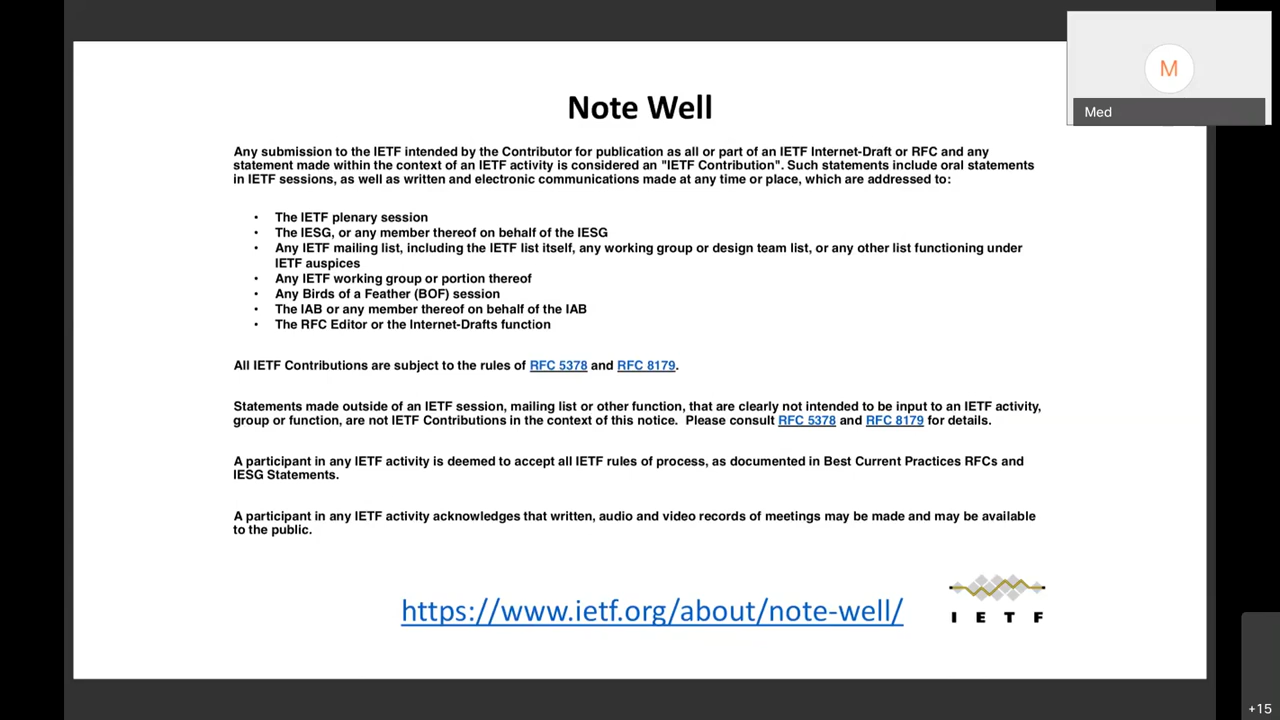 M
Med
Note Well
Any submission to the IETF intended by the Contributor for publication as all or part of an IETF Internet-Draft or RFC and any
statement made within the context of an IETF activity is considered an "IETF Contribution". Such statements include oral statements
in IETF sessions, as well as written and electronic communications made at any time or place, which are addressed to:
• The IETF plenary session
• The IESG, or any member thereof on behalf of the IESG
• Any IETF mailing list, including the IETF list itself, any working group or design team list, or any other list functioning under
IETF auspices
• Any IETF working group or portion thereof
• Any Birds of a Feather (BOF) session
• The IAB or any member thereof on behalf of the IAB
• The RFC Editor or the Internet-Drafts function
All IETF Contributions are subject to the rules of RFC 5378 and RFC 8179.
Statements made outside of an IETF session, mailing list or other function, that are clearly not intended to be input to an IETF activity,
group or function, are not IETF Contributions in the context of this notice.  Please consult RFC 5378 and RFC 8179 for details.
A participant in any IETF activity is deemed to accept all IETF rules of process, as documented in Best Current Practices RFCs and
IESG Statements.
A participant in any IETF activity acknowledges that written, audio and video records of meetings may be made and may be available
to the public.
https://www.ietf.org/about/note-well/
I E T F
+15